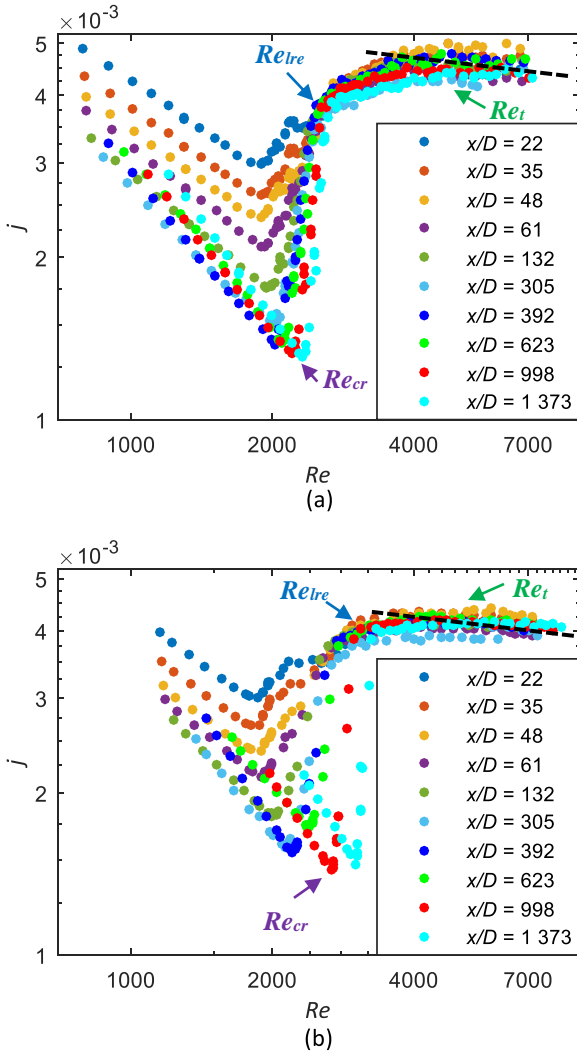 ×10⁻³
5
4
3
2
1
j
Re_lre
Re_t
Re_cr
x/D = 22
x/D = 35
x/D = 48
x/D = 61
x/D = 132
x/D = 305
x/D = 392
x/D = 623
x/D = 998
x/D = 1 373
1000 2000 4000 7000
Re
(a)
×10⁻³
5
4
3
2
1
j
Re_lre
Re_t
Re_cr
x/D = 22
x/D = 35
x/D = 48
x/D = 61
x/D = 132
x/D = 305
x/D = 392
x/D = 623
x/D = 998
x/D = 1 373
1000 2000 4000 7000
Re
(b)